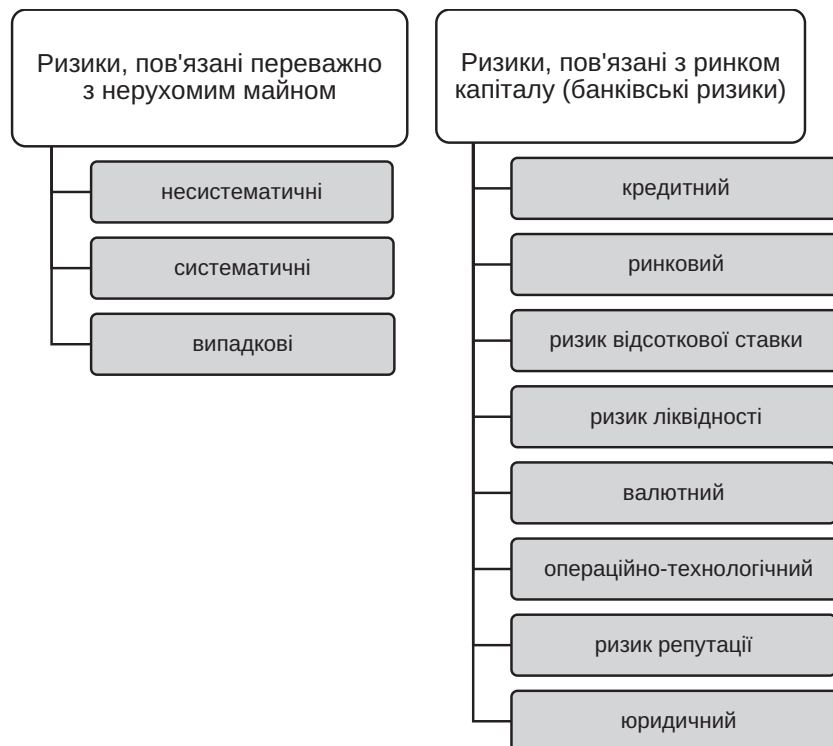 Ризики, пов'язані переважно
з нерухомим майном
несистематичні
систематичні
випадкові
Ризики, пов'язані з ринком
капіталу (банківські ризики)
кредитний
ринковий
ризик відсоткової ставки
ризик ліквідності
валютний
операційно-технологічний
ризик репутації
юридичний